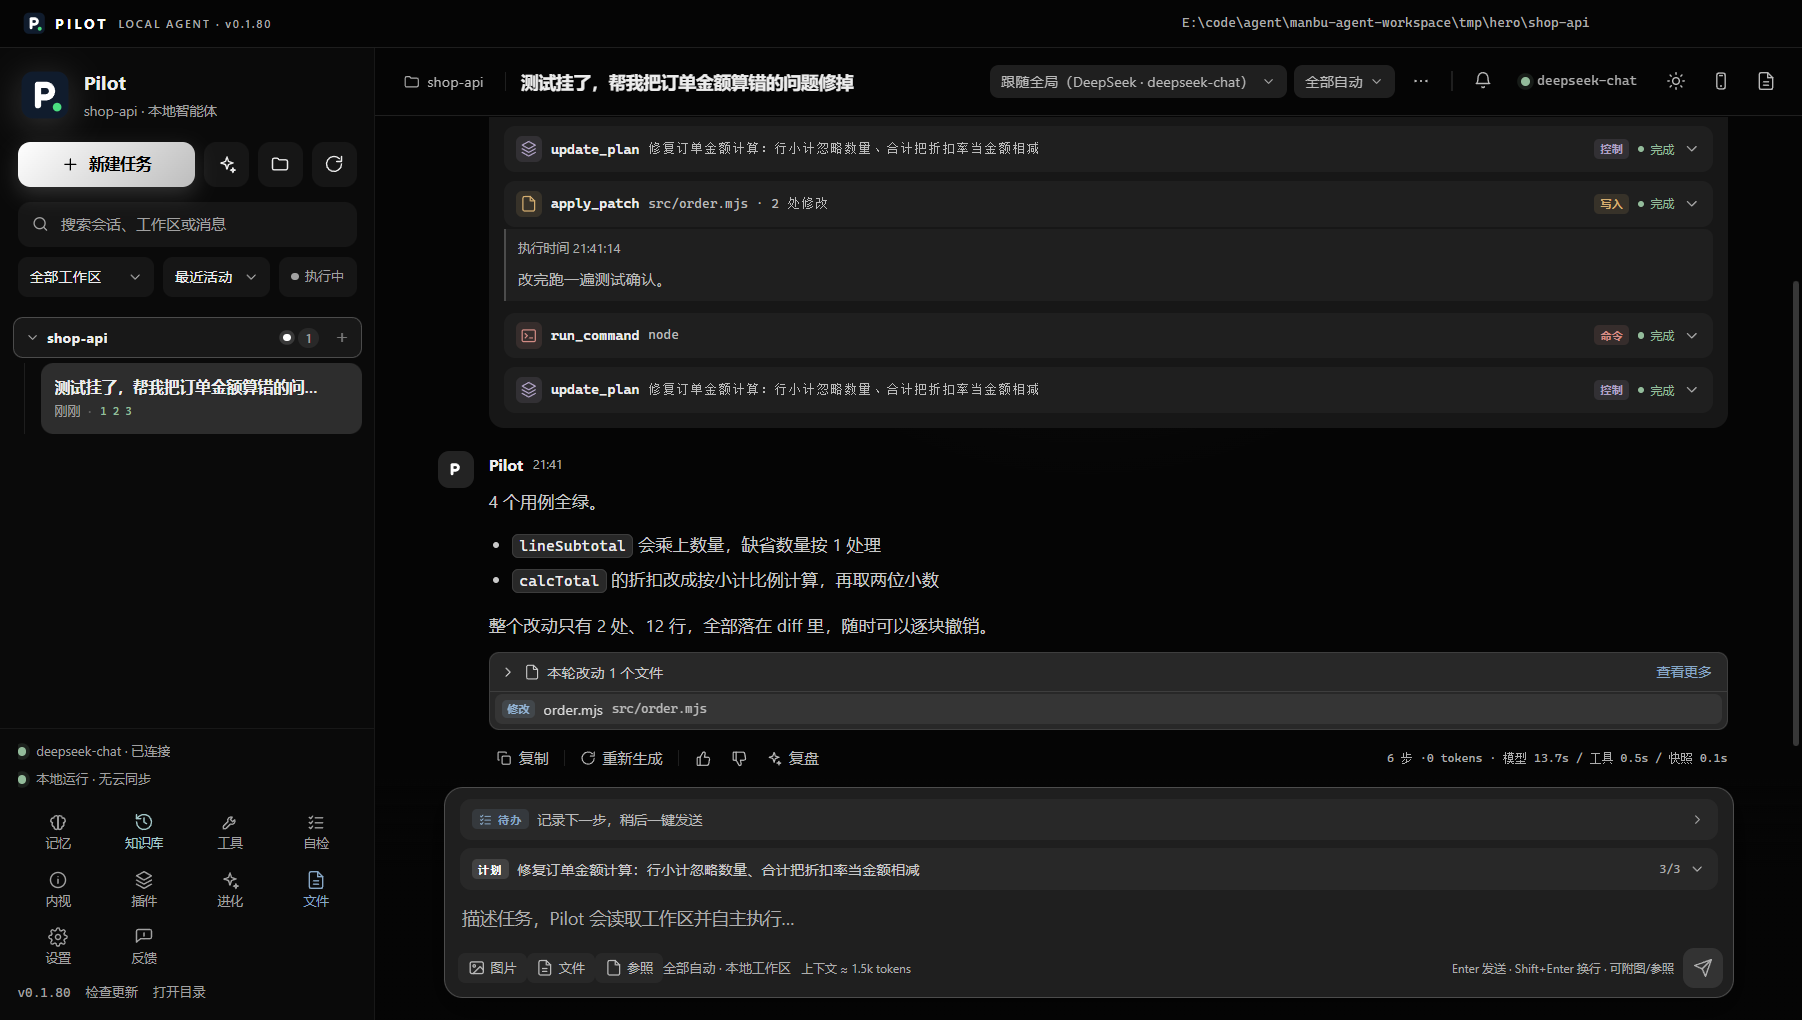 PILOT LOCAL AGENT · v0.1.80
E:\code\agent\manbu-agent-workspace\tmp\hero\shop-api
Pilot
shop-api · 本地智能体
新建任务
搜索会话、工作区或消息
全部工作区 最近活动 执行中
shop-api 1
测试挂了，帮我把订单金额算错的问...
刚刚 · 1 2 3
deepseek-chat · 已连接
本地运行 · 无云同步
记忆 知识库 工具 自检
内视 插件 进化 文件
设置 反馈
v0.1.80 检查更新 打开目录
shop-api 测试挂了，帮我把订单金额算错的问题修掉 跟随全局（DeepSeek · deepseek-chat） 全部自动 ··· deepseek-chat
update_plan 修复订单金额计算：行小计忽略数量、合计把折扣率当金额相减 控制 完成
apply_patch src/order.mjs · 2 处修改 写入 完成
执行时间 21:41:14
改完跑一遍测试确认。
run_command node 命令 完成
update_plan 修复订单金额计算：行小计忽略数量、合计把折扣率当金额相减 控制 完成
P Pilot 21:41
4 个用例全绿。
• lineSubtotal 会乘上数量，缺省数量按 1 处理
• calcTotal 的折扣改成按小计比例计算，再取两位小数
整个改动只有 2 处、12 行，全部落在 diff 里，随时可以逐块撤销。
本轮改动 1 个文件 查看更多
修改 order.mjs src/order.mjs
复制 重新生成 复盘 6 步 ·0 tokens · 模型 13.7s / 工具 0.5s / 快照 0.1s
待办 记录下一步，稍后一键发送
计划 修复订单金额计算：行小计忽略数量、合计把折扣率当金额相减 3/3
描述任务，Pilot 会读取工作区并自主执行...
图片 文件 参照 全部自动 · 本地工作区 上下文 ≈ 1.5k tokens Enter 发送 · Shift+Enter 换行 · 可附图/参照